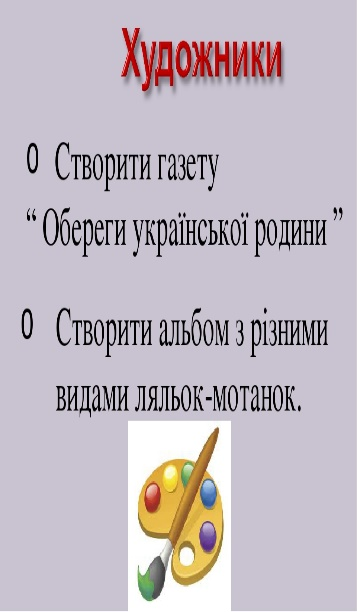 Художники
o Створити газету
“ Обереги української родини ”
o Створити альбом з різними
видами ляльок-мотанок.